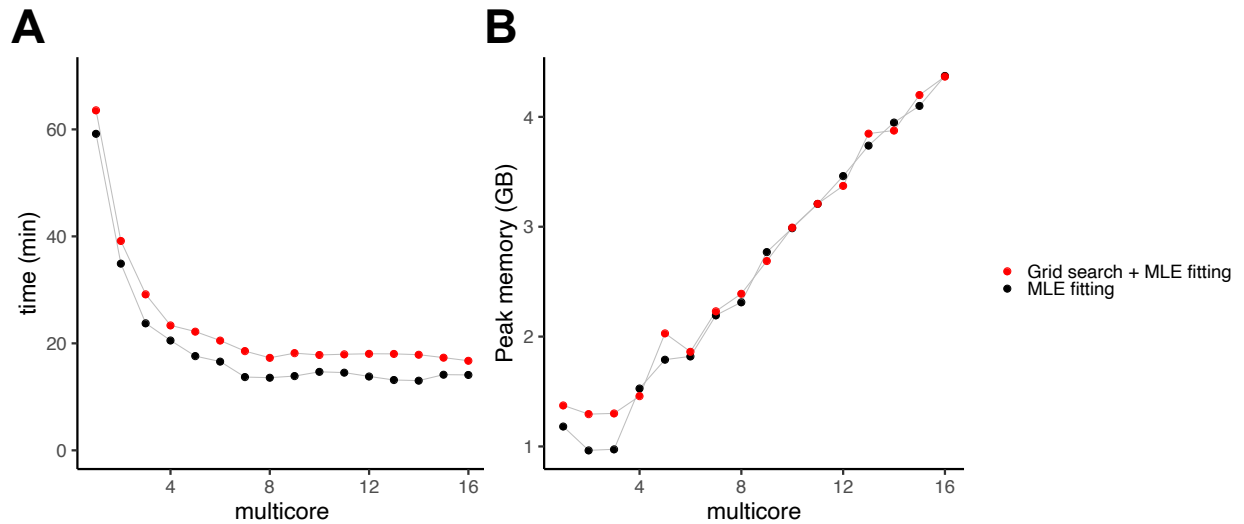 A
time (min)
60
40
20
0
4
8
12
16
multicore
B
Peak memory (GB)
4
3
2
1
4
8
12
16
multicore
Grid search + MLE fitting
MLE fitting